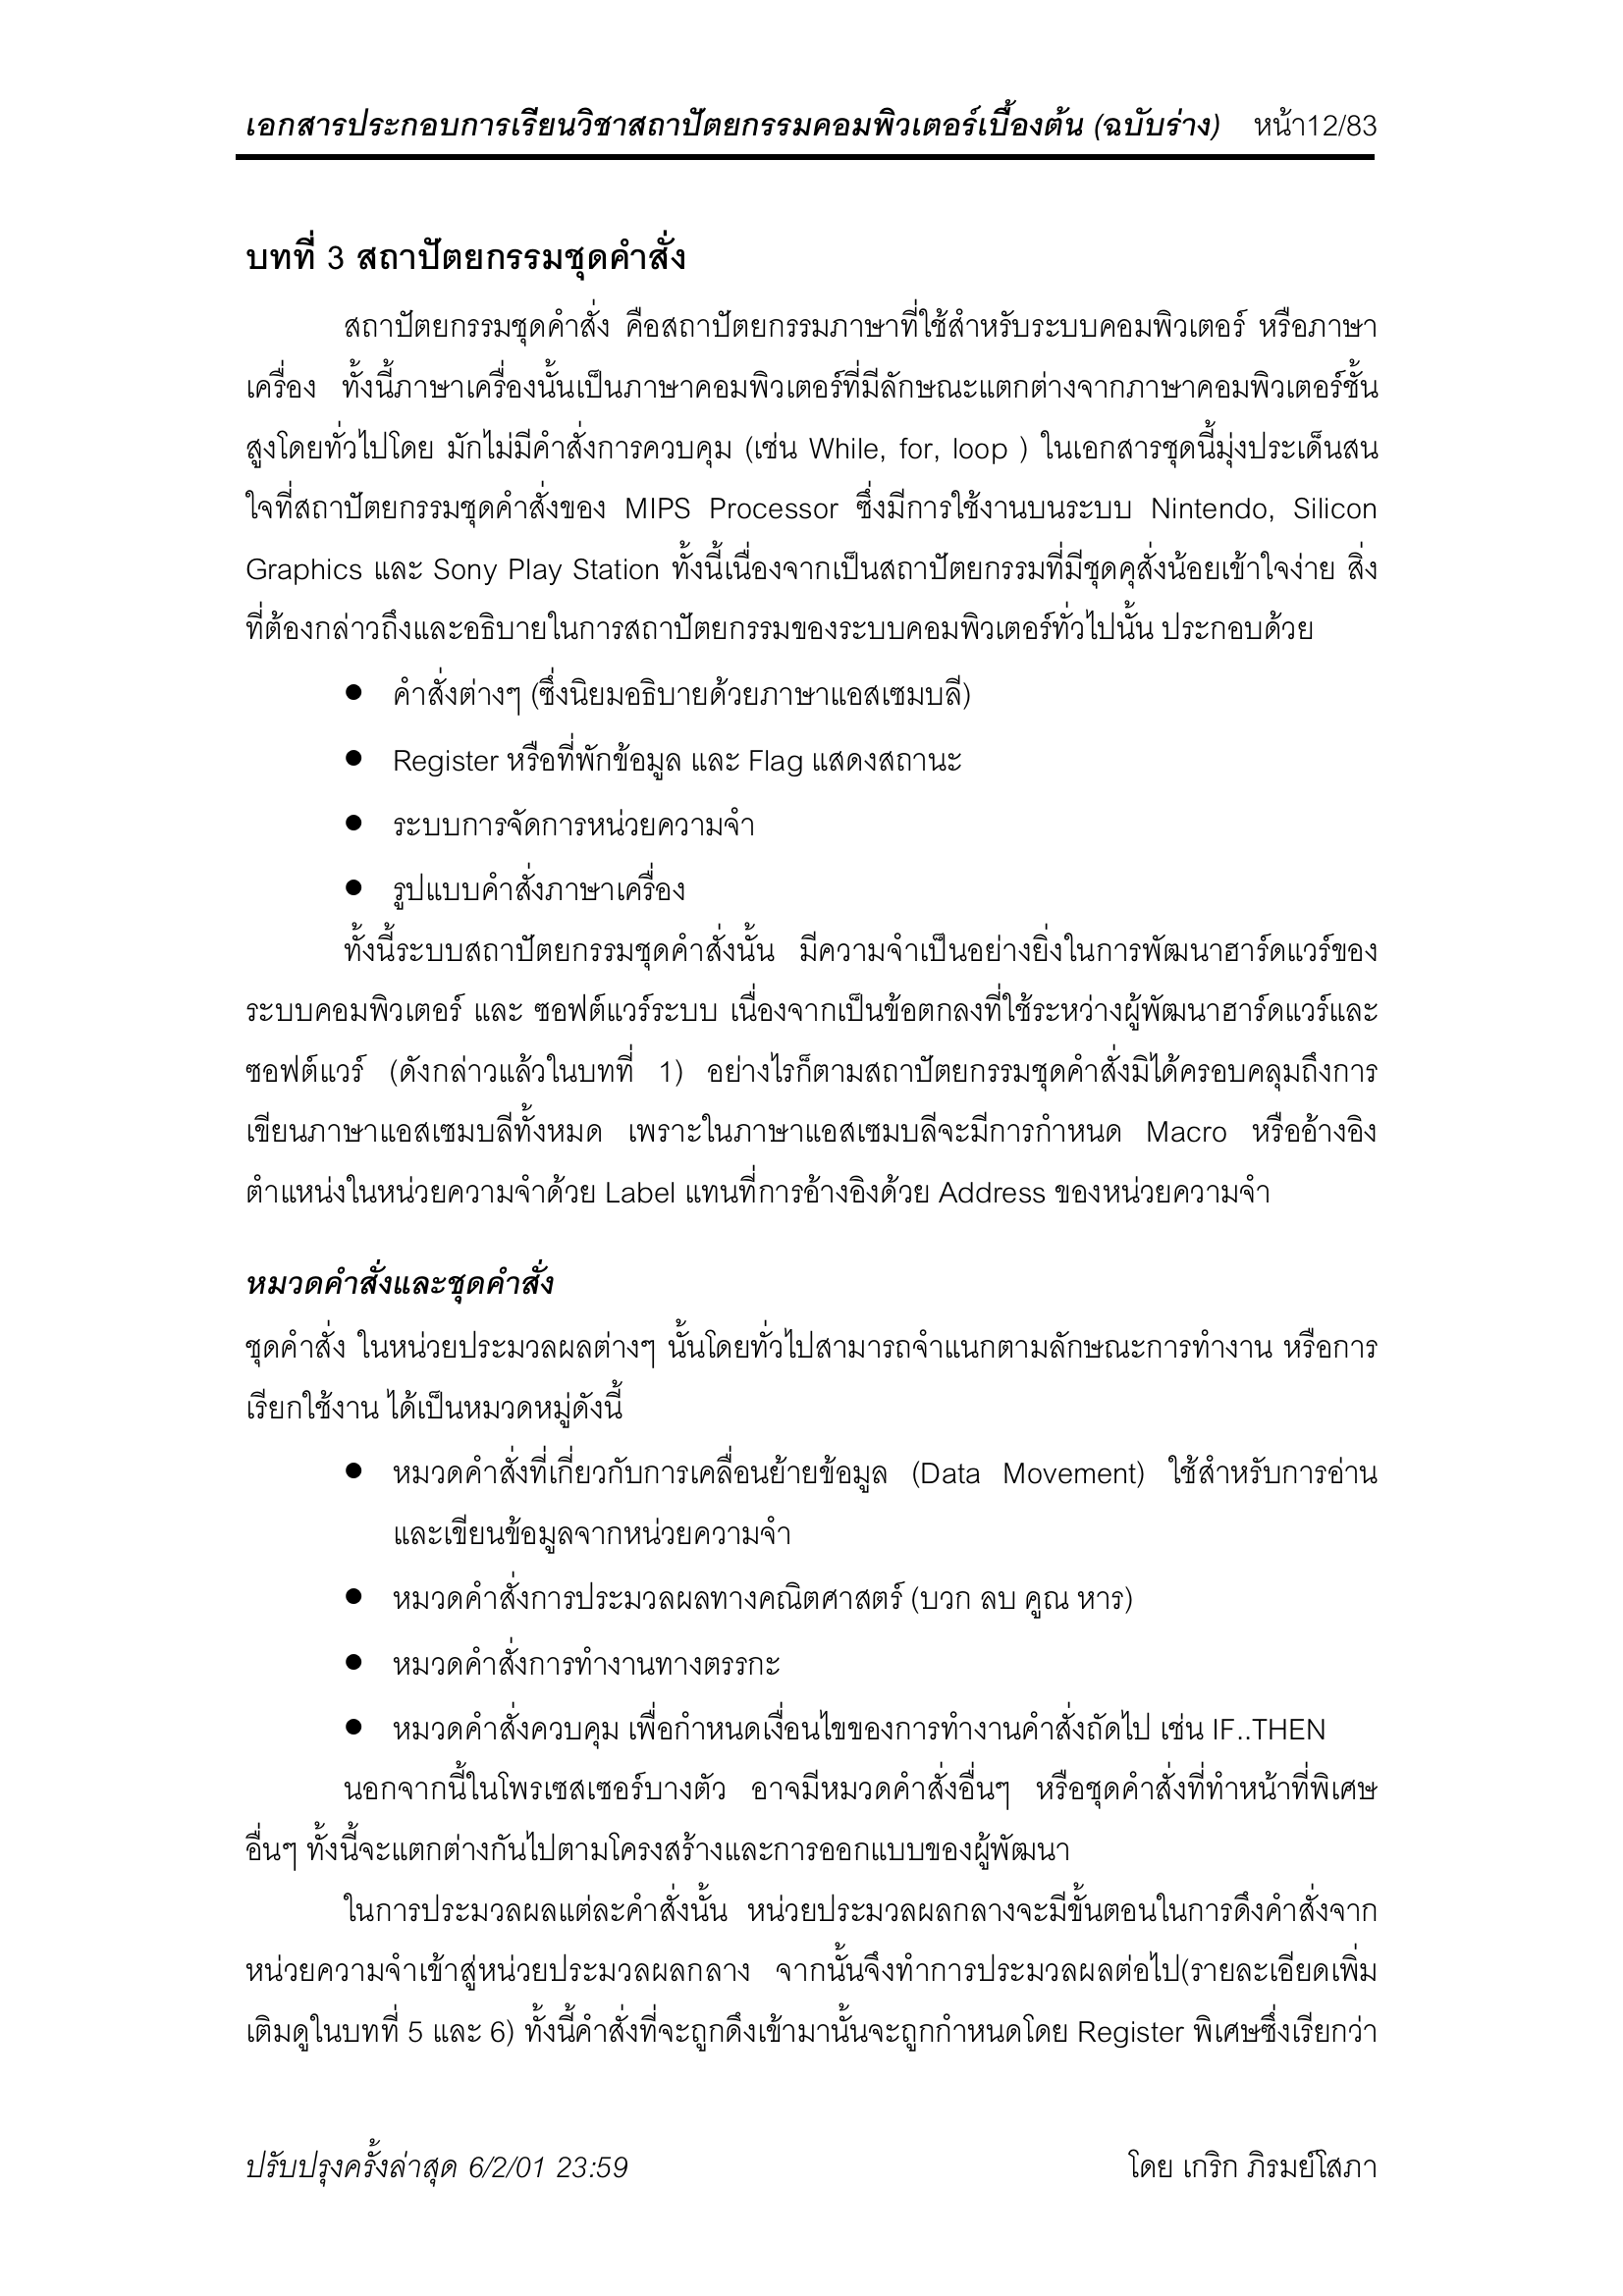 เอกสารประกอบการเรียนวิชาสถาปัตยกรรมคอมพิวเตอร์เบื้องต้น (ฉบับร่าง) หน้า12/83
บทที่ 3 สถาปัตยกรรมชุดคำสั่ง
สถาปัตยกรรมชุดคำสั่ง คือสถาปัตยกรรมภาษาที่ใช้สำหรับระบบคอมพิวเตอร์ หรือภาษา
เครื่อง ทั้งนี้ภาษาเครื่องนั้นเป็นภาษาคอมพิวเตอร์ที่มีลักษณะแตกต่างจากภาษาคอมพิวเตอร์ชั้น
สูงโดยทั่วไปโดย มักไม่มีคำสั่งการควบคุม (เช่น While, for, loop ) ในเอกสารชุดนี้มุ่งประเด็นสน
ใจที่สถาปัตยกรรมชุดคำสั่งของ MIPS Processor ซึ่งมีการใช้งานบนระบบ Nintendo, Silicon
Graphics และ Sony Play Station ทั้งนี้เนื่องจากเป็นสถาปัตยกรรมที่มีชุดคุสั่งน้อยเข้าใจง่าย สิ่ง
ที่ต้องกล่าวถึงและอธิบายในการสถาปัตยกรรมของระบบคอมพิวเตอร์ทั่วไปนั้น ประกอบด้วย
● คำสั่งต่างๆ (ซึ่งนิยมอธิบายด้วยภาษาแอสเซมบลี)
● Register หรือที่พักข้อมูล และ Flag แสดงสถานะ
● ระบบการจัดการหน่วยความจำ
● รูปแบบคำสั่งภาษาเครื่อง
ทั้งนี้ระบบสถาปัตยกรรมชุดคำสั่งนั้น มีความจำเป็นอย่างยิ่งในการพัฒนาฮาร์ดแวร์ของ
ระบบคอมพิวเตอร์ และ ซอฟต์แวร์ระบบ เนื่องจากเป็นข้อตกลงที่ใช้ระหว่างผู้พัฒนาฮาร์ดแวร์และ
ซอฟต์แวร์ (ดังกล่าวแล้วในบทที่ 1) อย่างไรก็ตามสถาปัตยกรรมชุดคำสั่งมิได้ครอบคลุมถึงการ
เขียนภาษาแอสเซมบลีทั้งหมด เพราะในภาษาแอสเซมบลีจะมีการกำหนด Macro หรืออ้างอิง
ตำแหน่งในหน่วยความจำด้วย Label แทนที่การอ้างอิงด้วย Address ของหน่วยความจำ
หมวดคำสั่งและชุดคำสั่ง
ชุดคำสั่ง ในหน่วยประมวลผลต่างๆ นั้นโดยทั่วไปสามารถจำแนกตามลักษณะการทำงาน หรือการ
เรียกใช้งาน ได้เป็นหมวดหมู่ดังนี้
● หมวดคำสั่งที่เกี่ยวกับการเคลื่อนย้ายข้อมูล (Data Movement) ใช้สำหรับการอ่าน
และเขียนข้อมูลจากหน่วยความจำ
● หมวดคำสั่งการประมวลผลทางคณิตศาสตร์ (บวก ลบ คูณ หาร)
● หมวดคำสั่งการทำงานทางตรรกะ
● หมวดคำสั่งควบคุม เพื่อกำหนดเงื่อนไขของการทำงานคำสั่งถัดไป เช่น IF..THEN
นอกจากนี้ในโพรเซสเซอร์บางตัว อาจมีหมวดคำสั่งอื่นๆ หรือชุดคำสั่งที่ทำหน้าที่พิเศษ
อื่นๆ ทั้งนี้จะแตกต่างกันไปตามโครงสร้างและการออกแบบของผู้พัฒนา
ในการประมวลผลแต่ละคำสั่งนั้น หน่วยประมวลผลกลางจะมีขั้นตอนในการดึงคำสั่งจาก
หน่วยความจำเข้าสู่หน่วยประมวลผลกลาง จากนั้นจึงทำการประมวลผลต่อไป(รายละเอียดเพิ่ม
เติมดูในบทที่ 5 และ 6) ทั้งนี้คำสั่งที่จะถูกดึงเข้ามานั้นจะถูกกำหนดโดย Register พิเศษซึ่งเรียกว่า
ปรับปรุงครั้งล่าสุด 6/2/01 23:59 โดย เกริก ภิรมย์โสภา